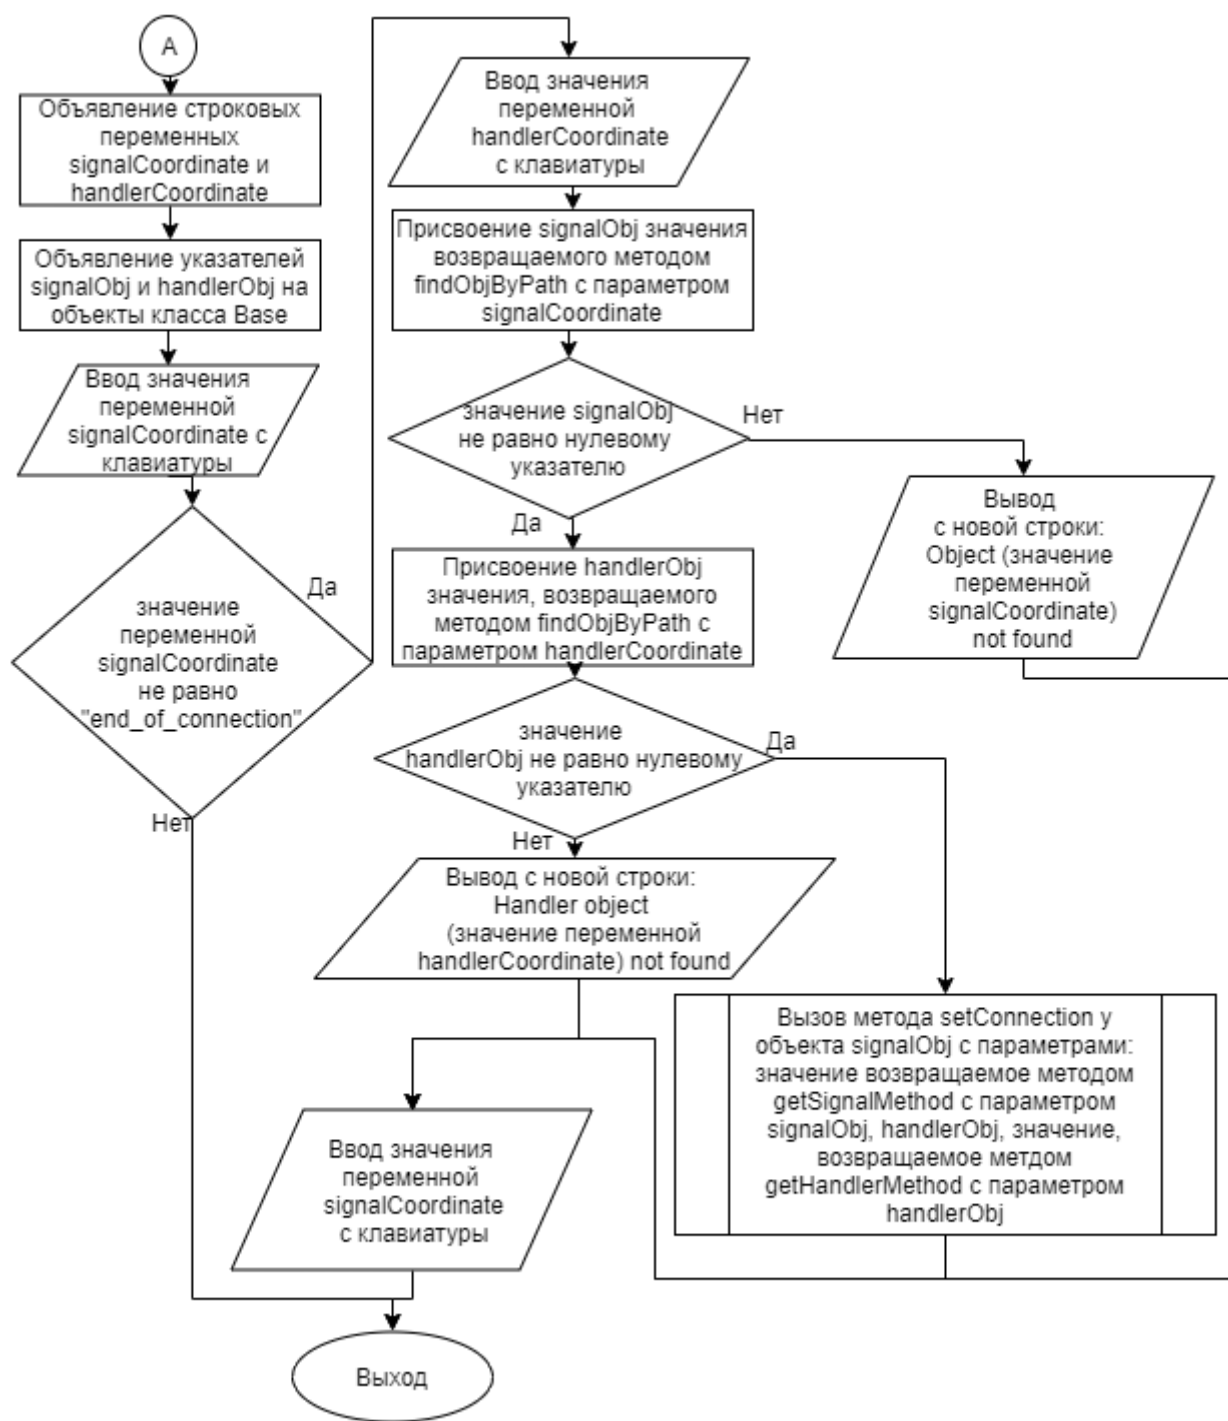 А
Объявление строковых
переменных
signalCoordinate и
handlerCoordinate
Объявление указателей
signalObj и handlerObj на
объекты класса Base
Ввод значения
переменной
signalCoordinate с
клавиатуры
Да
значение
переменной
signalCoordinate
не равно
"end_of_connection"
Нет
Ввод значения
переменной
handlerCoordinate
с клавиатуры
Присвоение signalObj значения
возвращаемого методом
findObjByPath с параметром
signalCoordinate
значение signalObj
не равно нулевому
указателю
Нет
Да
Вывод
с новой строки:
Object (значение
переменной
signalCoordinate)
not found
Присвоение handlerObj
значения, возвращаемого
методом findObjByPath с
параметром handlerCoordinate
значение
handlerObj не равно нулевому
указателю
Да
Нет
Вывод с новой строки:
Handler object
(значение переменной
handlerCoordinate) not found
Вызов метода setConnection у
объекта signalObj с параметрами:
значение возвращаемое методом
getSignalMethod с параметром
signalObj, handlerObj, значение,
возвращаемое метдом
getHandlerMethod с параметром
handlerObj
Ввод значения
переменной
signalCoordinate
с клавиатуры
Выход